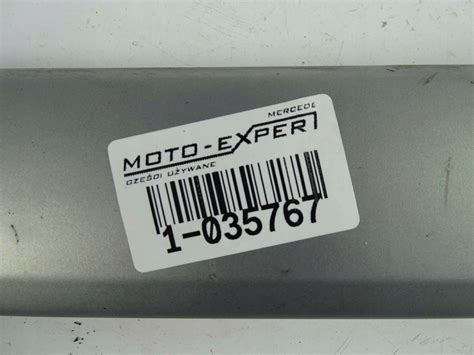 MERCEDE
MOTO-EXPERT
CZĘŚCI UŻYWANE
1-035767